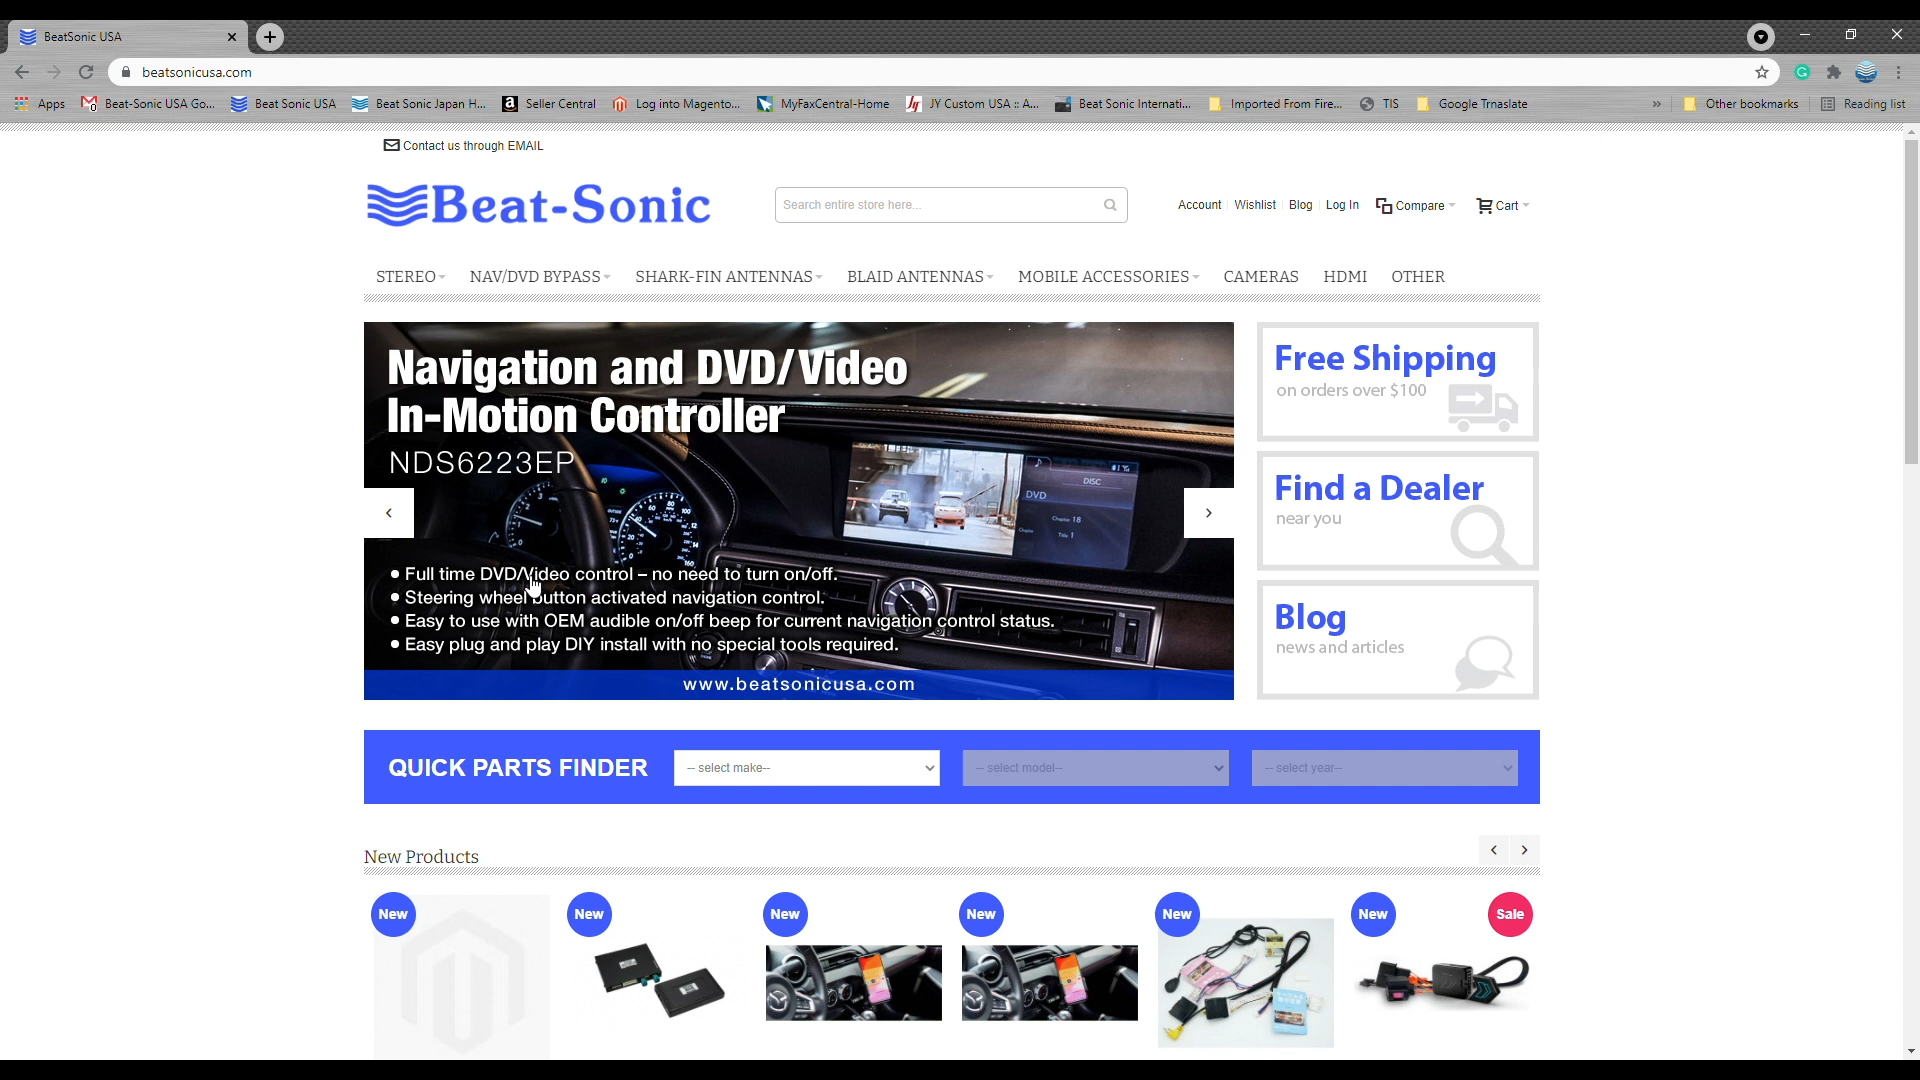 BeatSonic USA
beatsonicusa.com
Apps Beat-Sonic USA Go... Beat Sonic USA Beat Sonic Japan H... Seller Central Log into Magento... MyFaxCentral-Home JY Custom USA :: A... Beat Sonic Internati... Imported From Fire... TIS Google Trnaslate » Other bookmarks Reading list
Contact us through EMAIL
Beat-Sonic
Search entire store here...
Account Wishlist Blog Log In Compare Cart
STEREO NAV/DVD BYPASS SHARK-FIN ANTENNAS BLAID ANTENNAS MOBILE ACCESSORIES CAMERAS HDMI OTHER
Navigation and DVD/Video
In-Motion Controller
NDS6223EP
DISC
DVD
Chapter 18
Title 1
• Full time DVD/Video control – no need to turn on/off.
• Steering wheel button activated navigation control.
• Easy to use with OEM audible on/off beep for current navigation control status.
• Easy plug and play DIY install with no special tools required.
www.beatsonicusa.com
Free Shipping
on orders over $100
Find a Dealer
near you
Blog
news and articles
QUICK PARTS FINDER
-- select make--
-- select model--
-- select year--
New Products
New New New New New New Sale